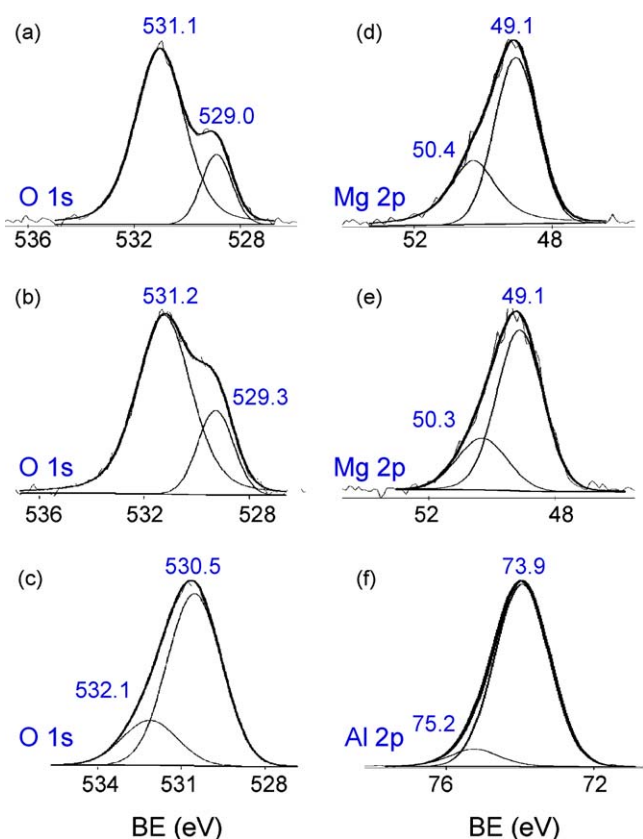 (a)
531.1
529.0
O 1s
536
532
528
(d)
49.1
50.4
Mg 2p
52
48
(b)
531.2
529.3
O 1s
536
532
528
(e)
49.1
50.3
Mg 2p
52
48
(c)
530.5
532.1
O 1s
534
531
528
BE (eV)
(f)
73.9
75.2
Al 2p
76
72
BE (eV)